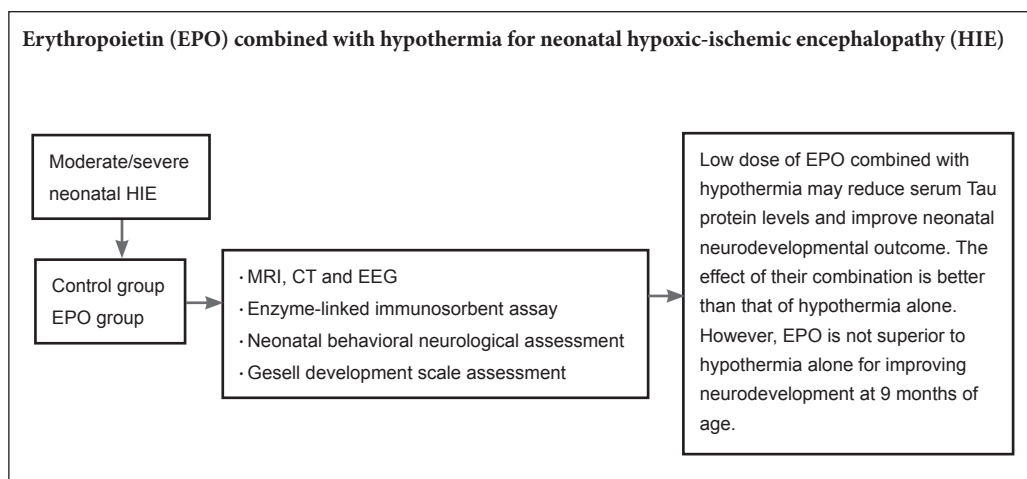 Erythropoietin (EPO) combined with hypothermia for neonatal hypoxic-ischemic encephalopathy (HIE)
Moderate/severe
neonatal HIE
Control group
EPO group
· MRI, CT and EEG
· Enzyme-linked immunosorbent assay
· Neonatal behavioral neurological assessment
· Gesell development scale assessment
Low dose of EPO combined with
hypothermia may reduce serum Tau
protein levels and improve neonatal
neurodevelopmental outcome. The
effect of their combination is better
than that of hypothermia alone.
However, EPO is not superior to
hypothermia alone for improving
neurodevelopment at 9 months of
age.